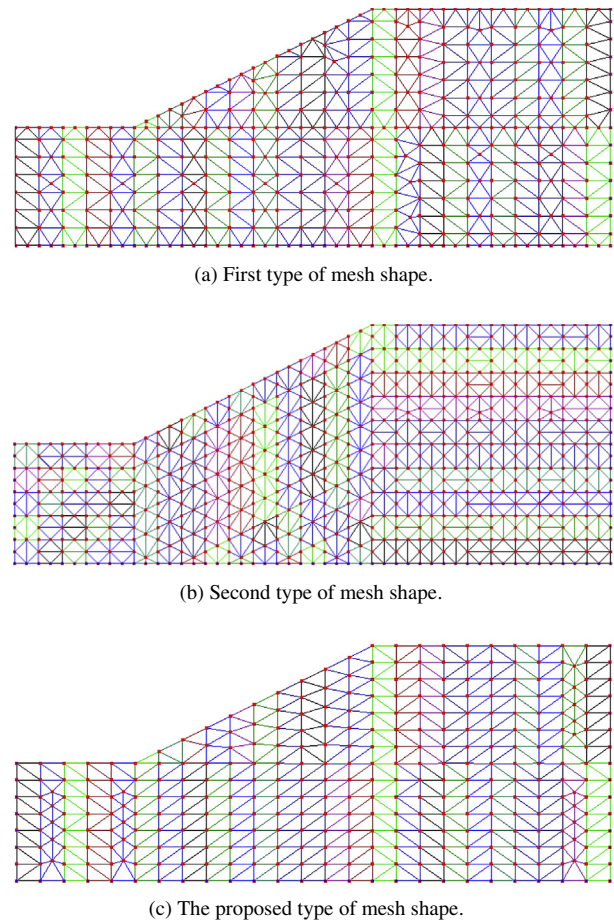 (a) First type of mesh shape.
(b) Second type of mesh shape.
(c) The proposed type of mesh shape.